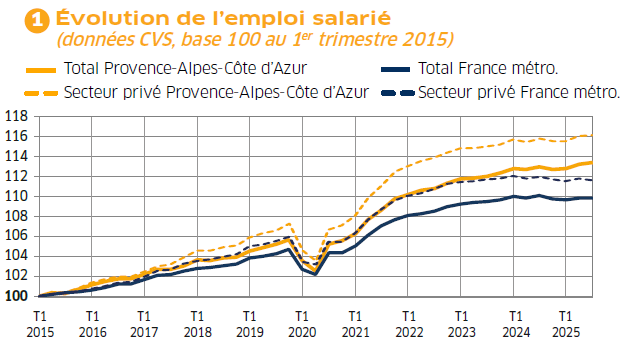 1 Évolution de l'emploi salarié
(données CVS, base 100 au 1er trimestre 2015)
Total Provence-Alpes-Côte d'Azur Total France métro.
Secteur privé Provence-Alpes-Côte d'Azur Secteur privé France métro.
118
116
114
112
110
108
106
104
102
100
T1 T1 T1 T1 T1 T1 T1 T1 T1 T1 T1
2015 2016 2017 2018 2019 2020 2021 2022 2023 2024 2025